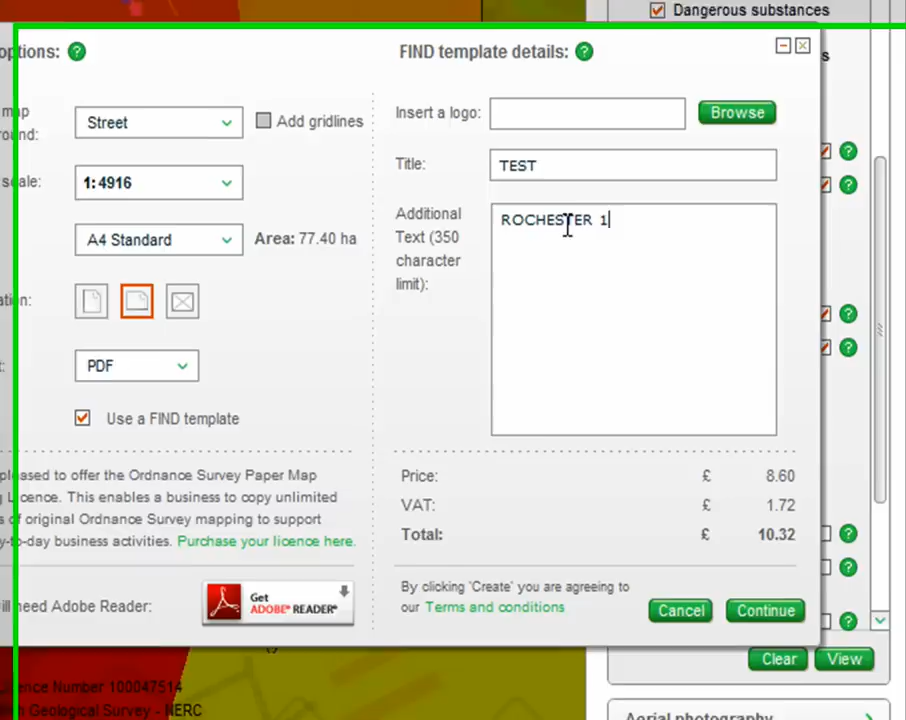 Dangerous substances
options:
FIND template details:
s
map
Street
Add gridlines
Insert a logo:
Browse
Title:
TEST
scale:
1: 4916
Additional
Text (350
character
limit):
ROCHESTER 1
A4 Standard
Area: 77.40 ha
PDF
Use a FIND template
leased to offer the Ordnance Survey Paper Map
Licence. This enables a business to copy unlimited
s of original Ordnance Survey mapping to support
y-to-day business activities. Purchase your licence here.
Price: £ 8.60
VAT: £ 1.72
Total: £ 10.32
ll need Adobe Reader:
Get
ADOBE® READER®
By clicking 'Create' you are agreeing to
our Terms and conditions
Cancel
Continue
Clear
View
Licence Number 100047514
Geological Survey - NERC
Aerial photography